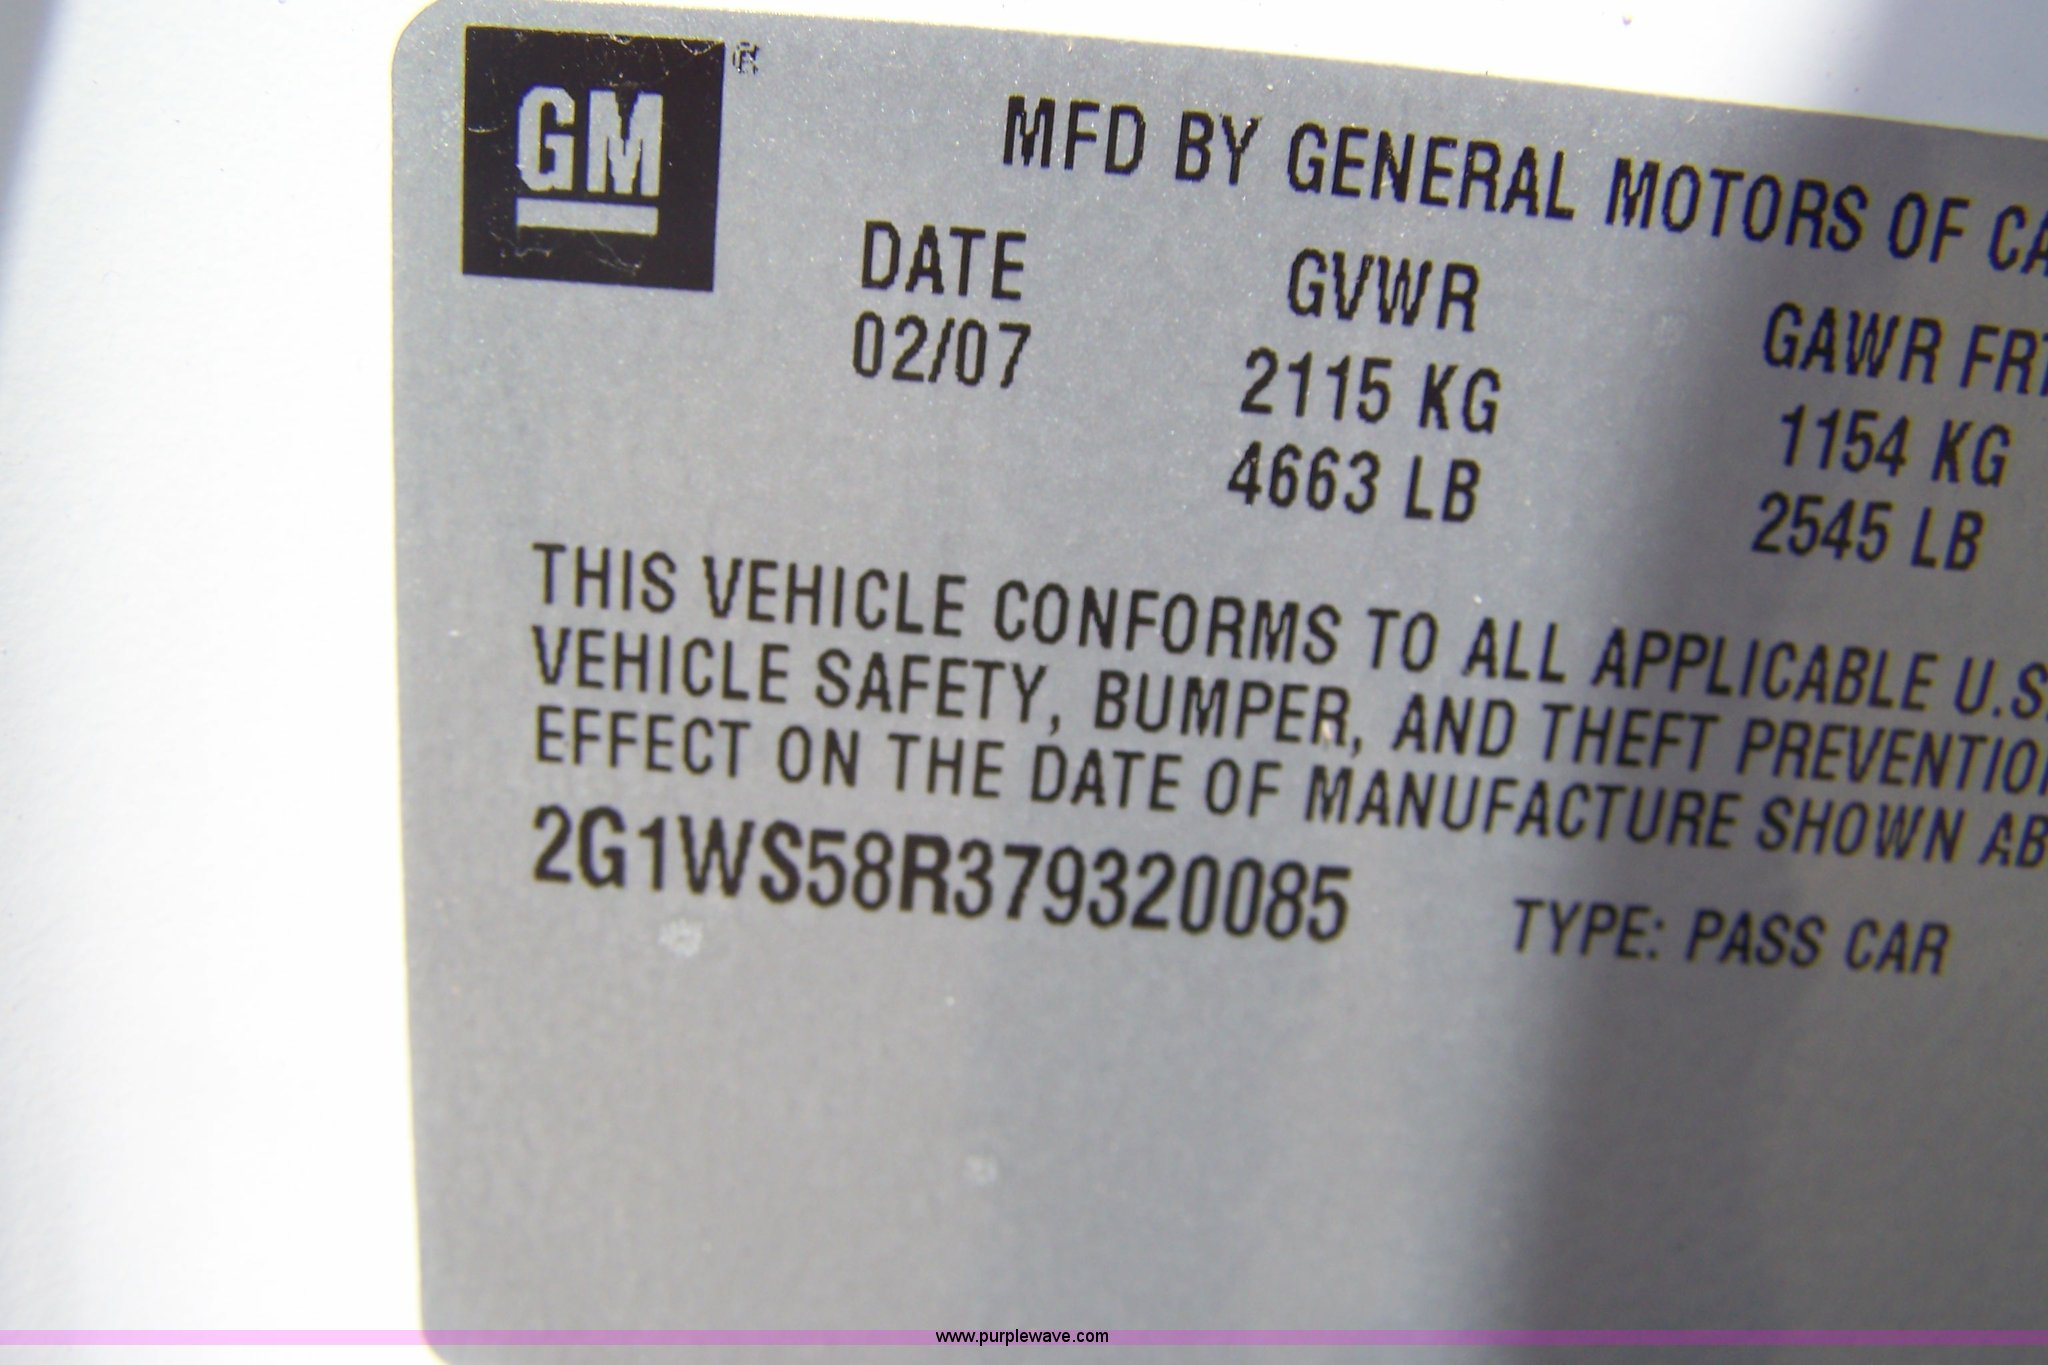 GM ®
MFD BY GENERAL MOTORS OF CA
DATE GVWR GAWR FRT
02/07 2115 KG 1154 KG
4663 LB 2545 LB
THIS VEHICLE CONFORMS TO ALL APPLICABLE U.S.
VEHICLE SAFETY, BUMPER, AND THEFT PREVENTION
EFFECT ON THE DATE OF MANUFACTURE SHOWN AB
2G1WS58R379320085 TYPE: PASS CAR
www.purplewave.com